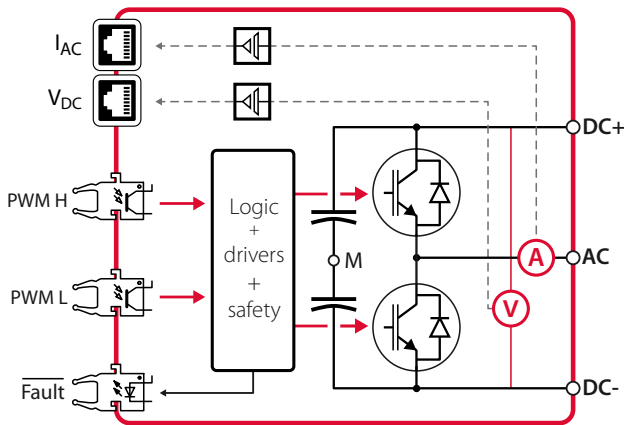 IAC
VDC
DC+
PWM H
Logic
+
drivers
+
safety
M
A
AC
PWM L
V
Fault
DC-